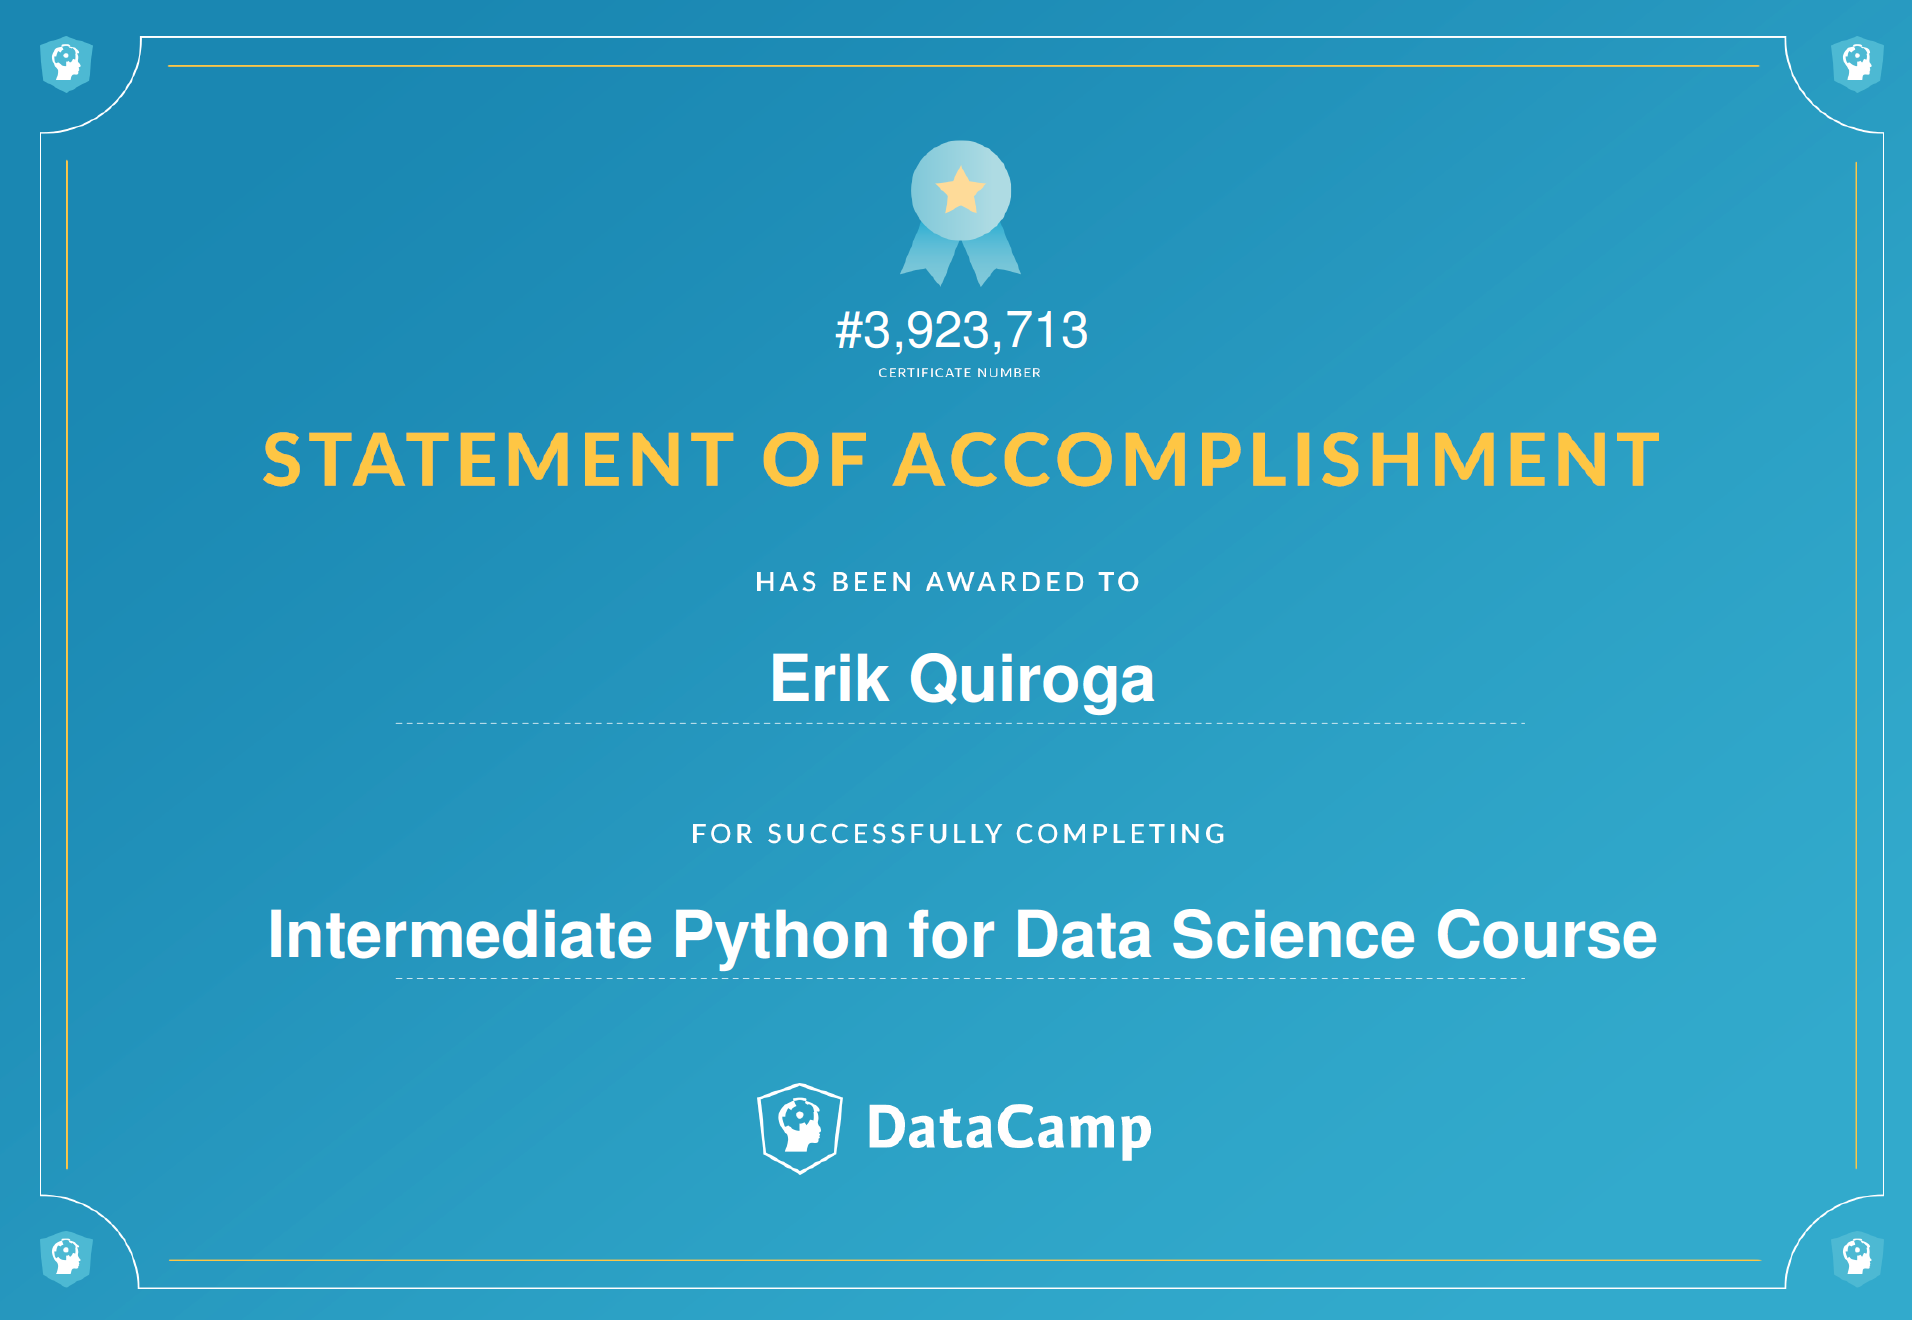 #3,923,713
CERTIFICATE NUMBER
STATEMENT OF ACCOMPLISHMENT
HAS BEEN AWARDED TO
Erik Quiroga
FOR SUCCESSFULLY COMPLETING
Intermediate Python for Data Science Course
DataCamp